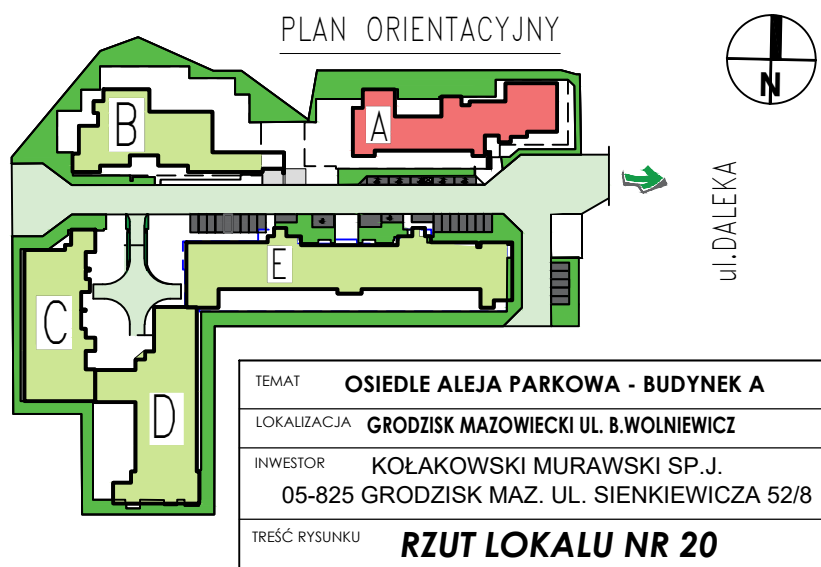 PLAN ORIENTACYJNY
N
A
B
ul.DALEKA
E
C
D
TEMAT OSIEDLE ALEJA PARKOWA - BUDYNEK A
LOKALIZACJA GRODZISK MAZOWIECKI UL. B.WOLNIEWICZ
INWESTOR KOŁAKOWSKI MURAWSKI SP.J.
05-825 GRODZISK MAZ. UL. SIENKIEWICZA 52/8
TREŚĆ RYSUNKU RZUT LOKALU NR 20